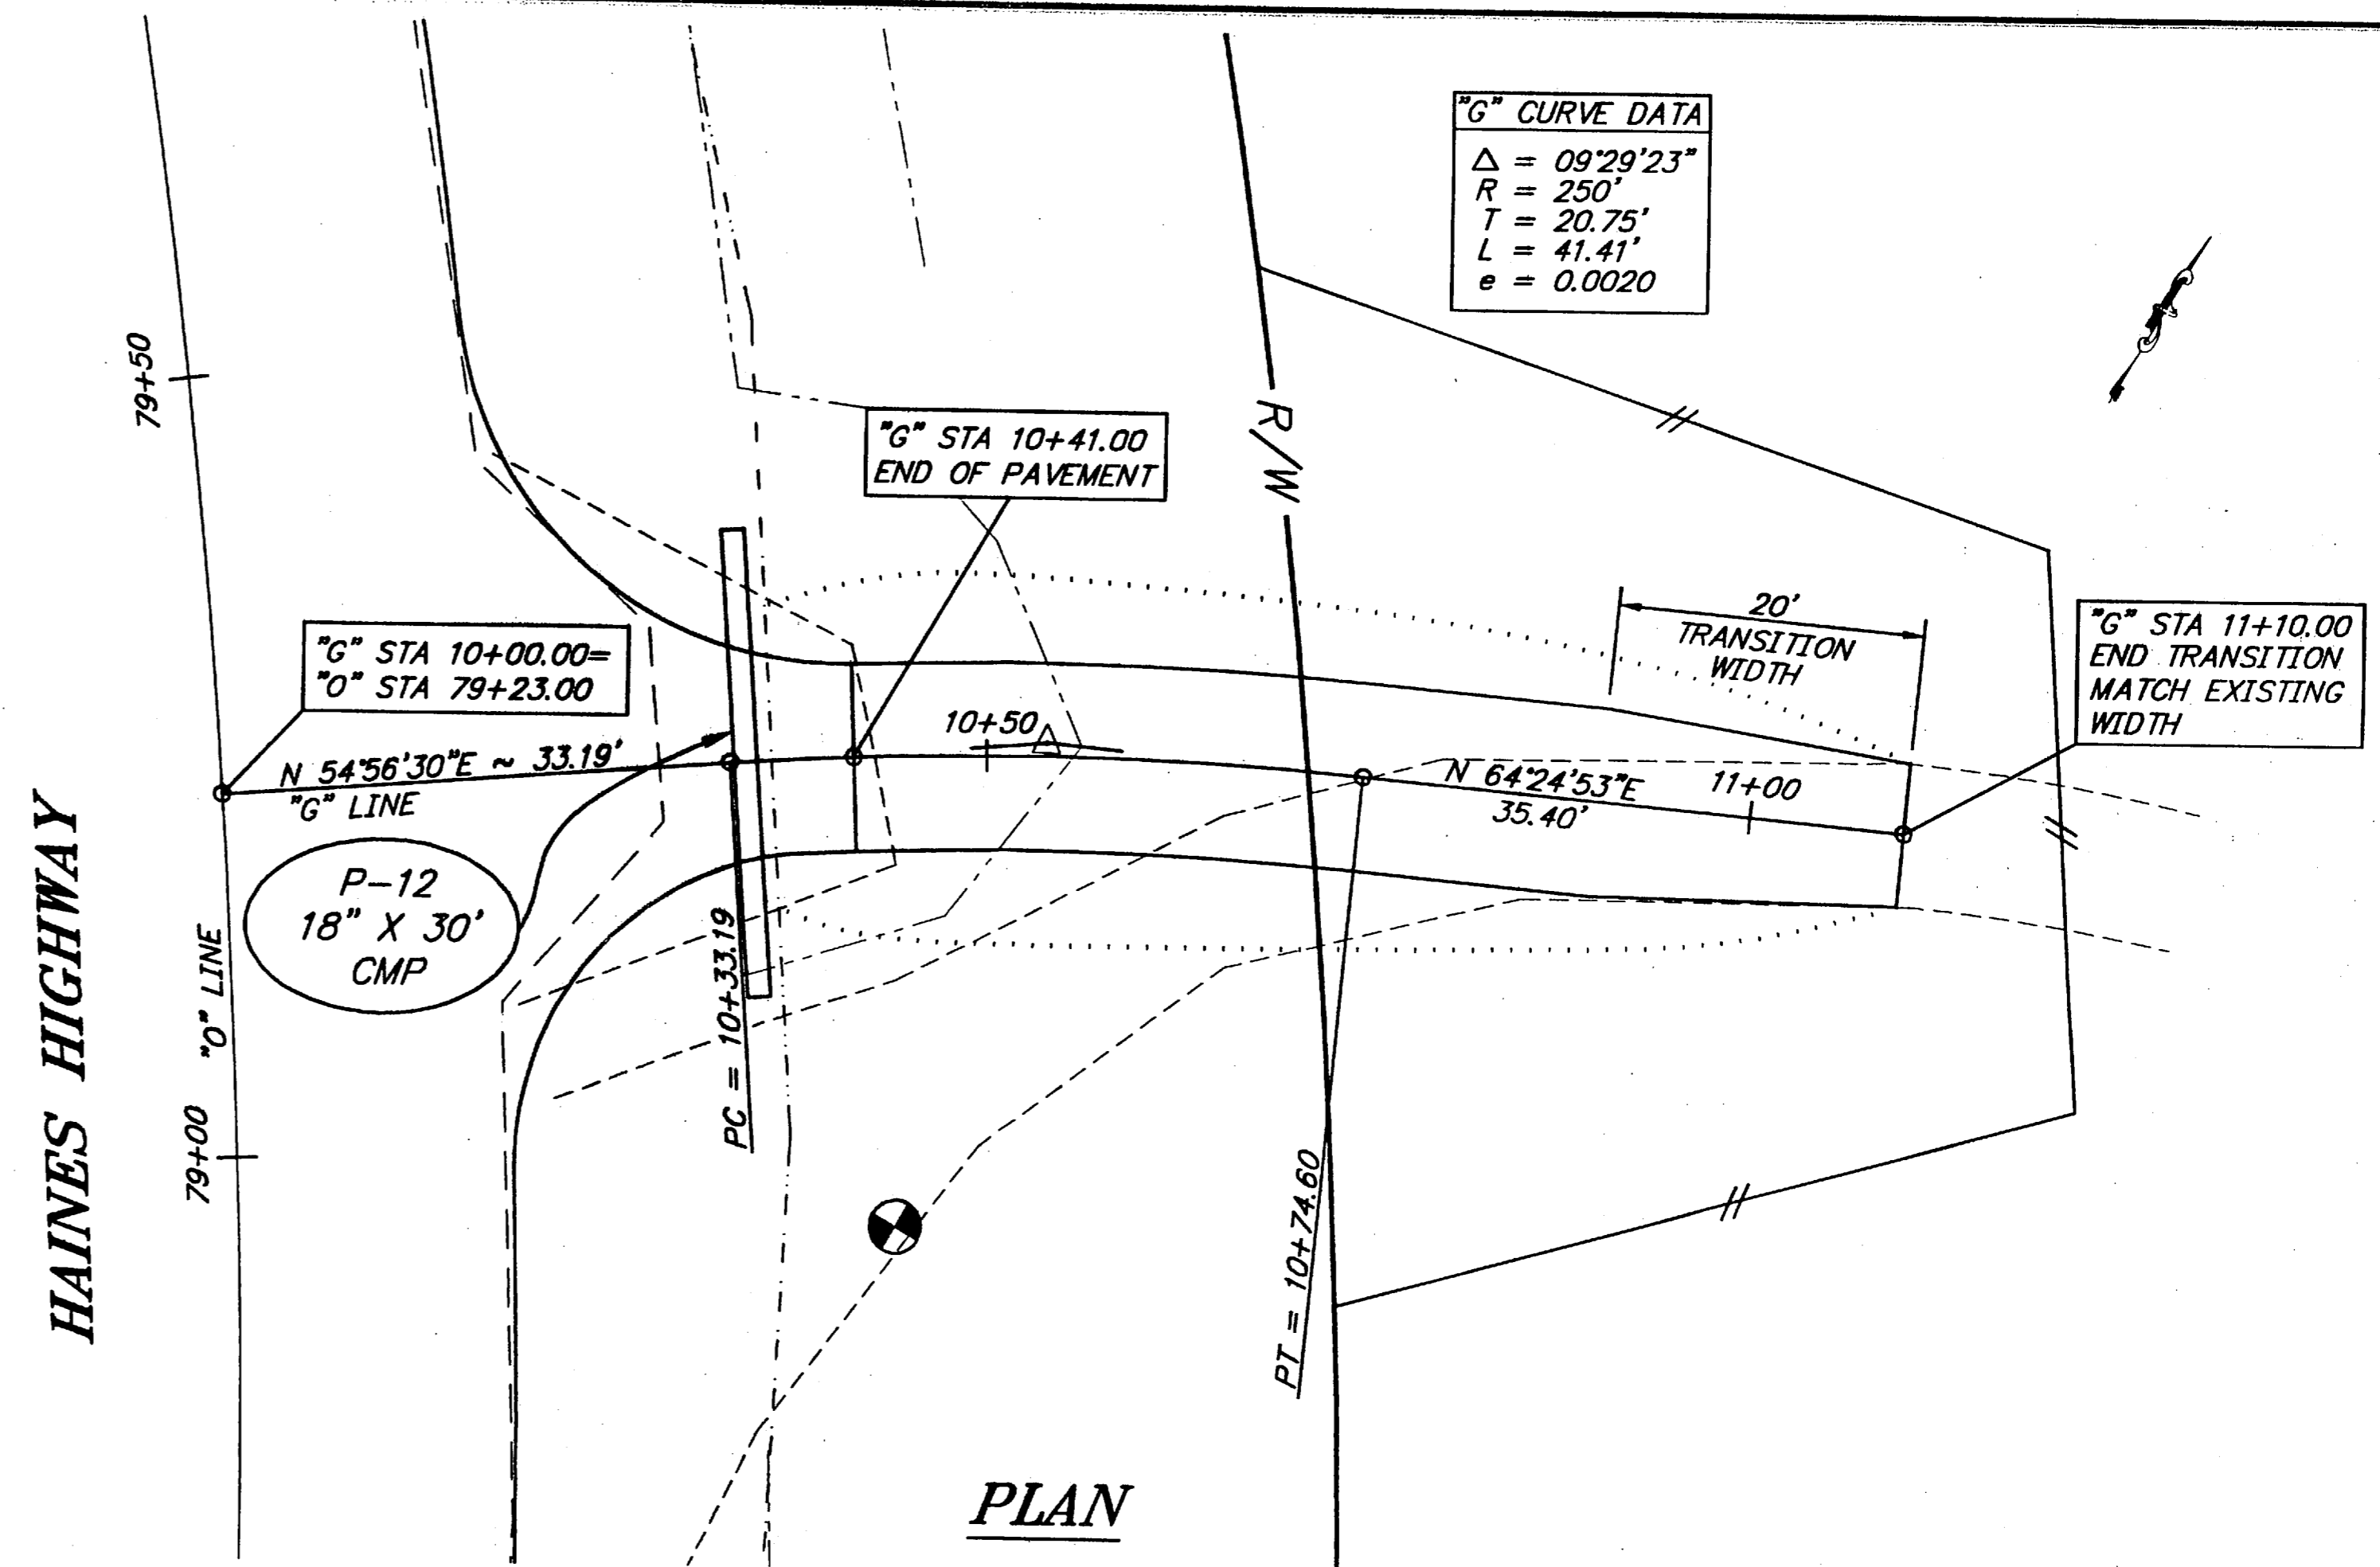 "G" CURVE DATA
△ = 09°29'23"
R = 250'
T = 20.75'
L = 41.41'
e = 0.0020
79+50
R/W
"G" STA 10+41.00
END OF PAVEMENT
"G" STA 10+00.00=
"O" STA 79+23.00
20'
TRANSITION
WIDTH
"G" STA 11+10.00
END TRANSITION
MATCH EXISTING
WIDTH
10+50
N 54°56'30"E ~ 33.19'
"G" LINE
N 64°24'53"E
35.40'
11+00
P-12
18" X 30'
CMP
HAINES HIGHWAY
"O" LINE
79+00
PC = 10+33.19
PT = 10+74.60
PLAN